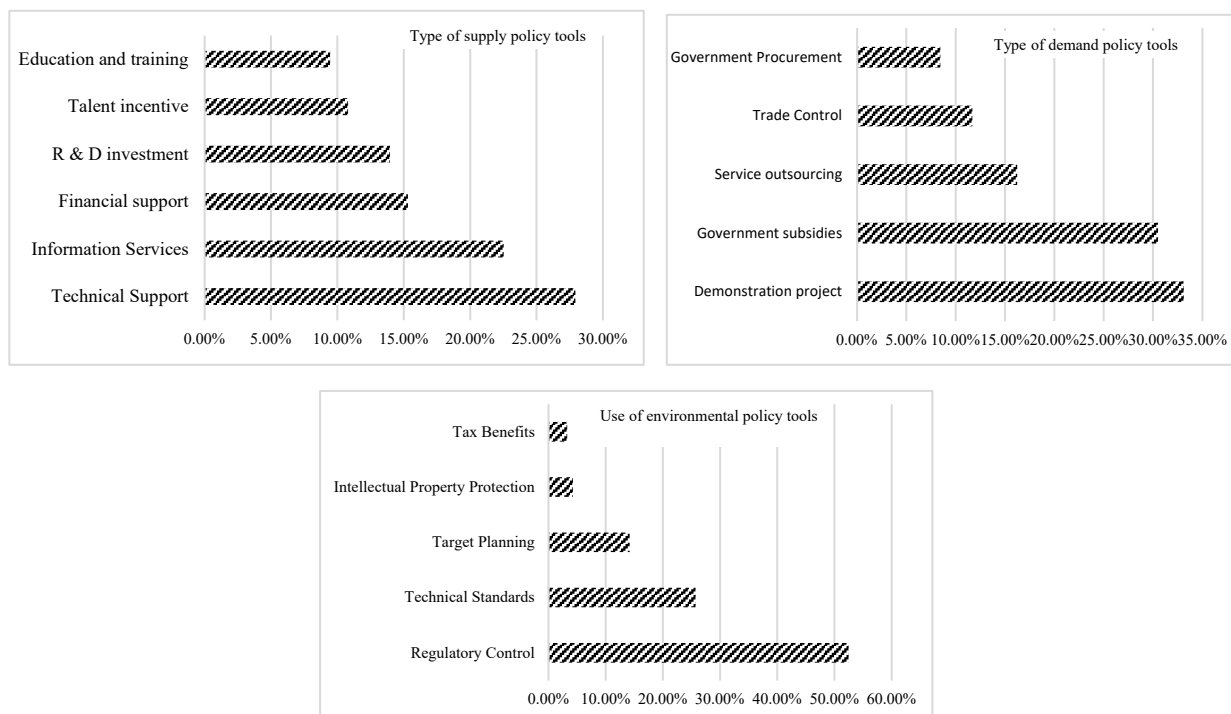 Type of supply policy tools
Education and training
Talent incentive
R & D investment
Financial support
Information Services
Technical Support
0.00% 5.00% 10.00% 15.00% 20.00% 25.00% 30.00%
Type of demand policy tools
Government Procurement
Trade Control
Service outsourcing
Government subsidies
Demonstration project
0.00% 5.00% 10.00% 15.00% 20.00% 25.00% 30.00% 35.00%
Use of environmental policy tools
Tax Benefits
Intellectual Property Protection
Target Planning
Technical Standards
Regulatory Control
0.00% 10.00% 20.00% 30.00% 40.00% 50.00% 60.00%